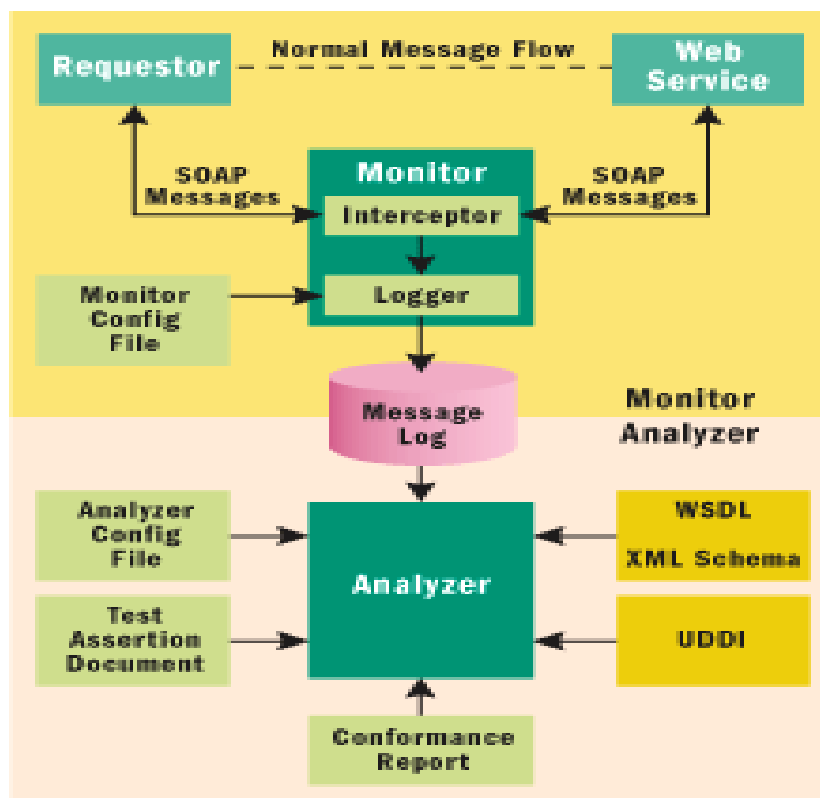 Requestor
Normal Message Flow
Web
Service
SOAP
Messages
Monitor
Interceptor
Logger
SOAP
Messages
Monitor
Config
File
Message
Log
Monitor
Analyzer
Analyzer
Config
File
Analyzer
WSDL
XML Schema
Test
Assertion
Document
UDDI
Conformance
Report